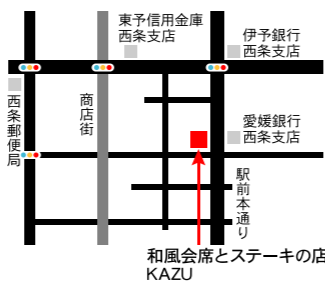 東予信用金庫
西条支店
伊予銀行
西条支店
西条郵便局
商店街
愛媛銀行
西条支店
駅前本通り
和風会席とステーキの店
KAZU